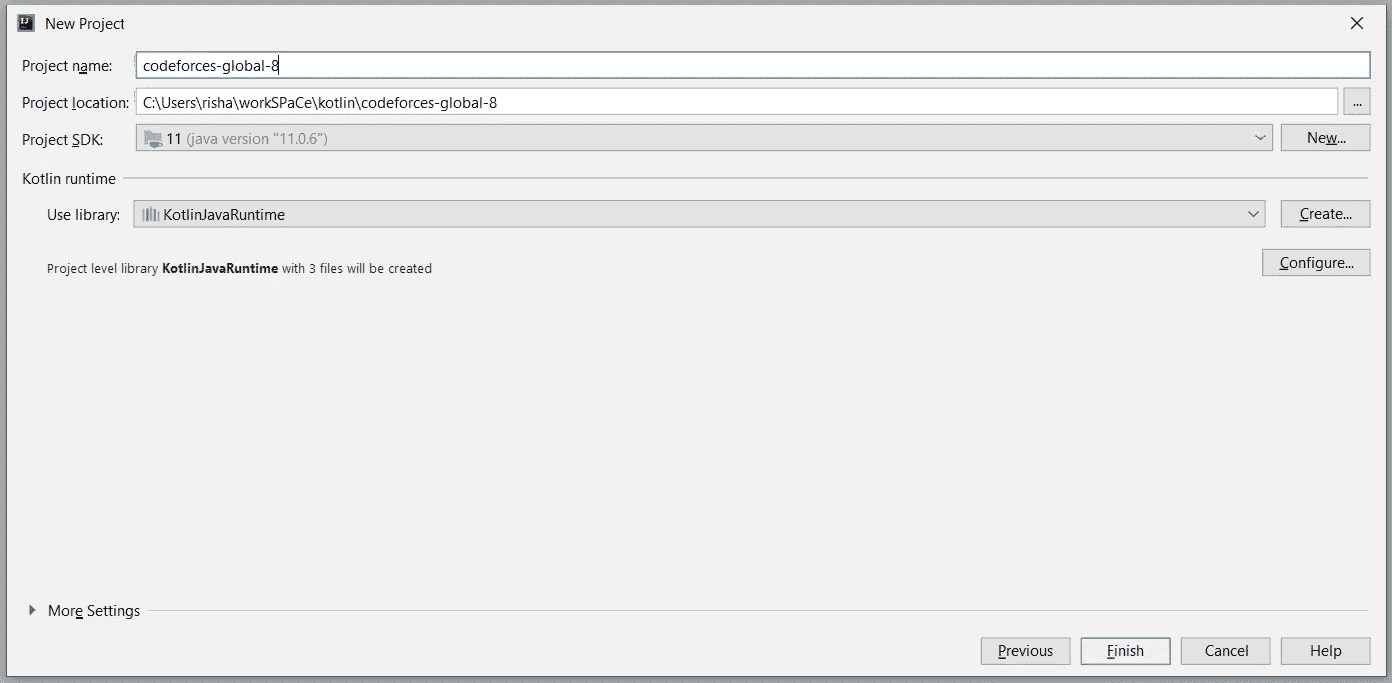 New Project
Project name: codeforces-global-8
Project location: C:\Users\risha\workSPaCe\kotlin\codeforces-global-8 ...
Project SDK: 11 (java version "11.0.6") New...
Kotlin runtime
Use library: KotlinJavaRuntime Create...
Project level library KotlinJavaRuntime with 3 files will be created Configure...
More Settings
Previous Finish Cancel Help